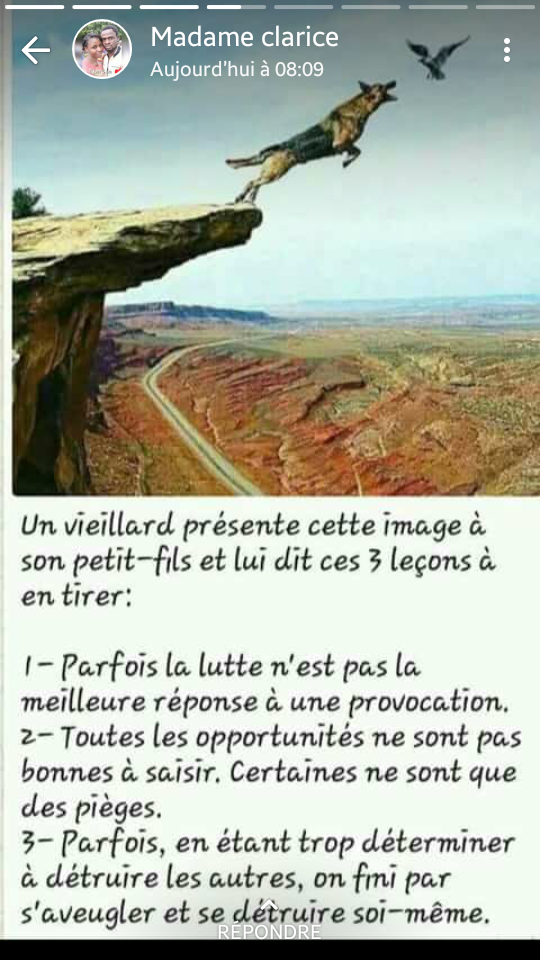 Madame clarice
Aujourd'hui à 08:09
Un vieillard présente cette image à
son petit-fils et lui dit ces 3 leçons à
en tirer:
1- Parfois la lutte n'est pas la
meilleure réponse à une provocation.
2- Toutes les opportunités ne sont pas
bonnes à saisir. Certaines ne sont que
des pièges.
3- Parfois, en étant trop déterminer
à détruire les autres, on fini par
s'aveugler et se détruire soi-même.
RÉPONDRE